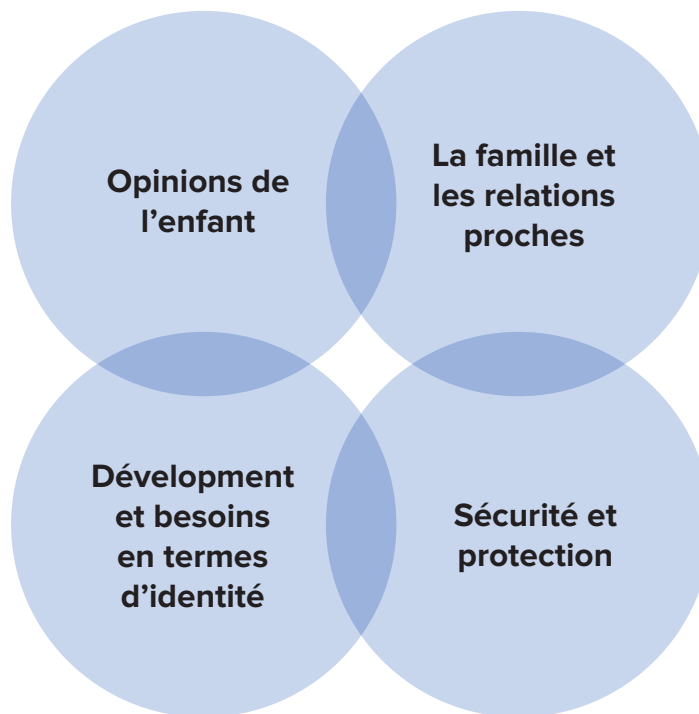 Opinions de
l’enfant
La famille et
les relations
proches
Dévelopment
et besoins
en termes
d’identité
Sécurité et
protection